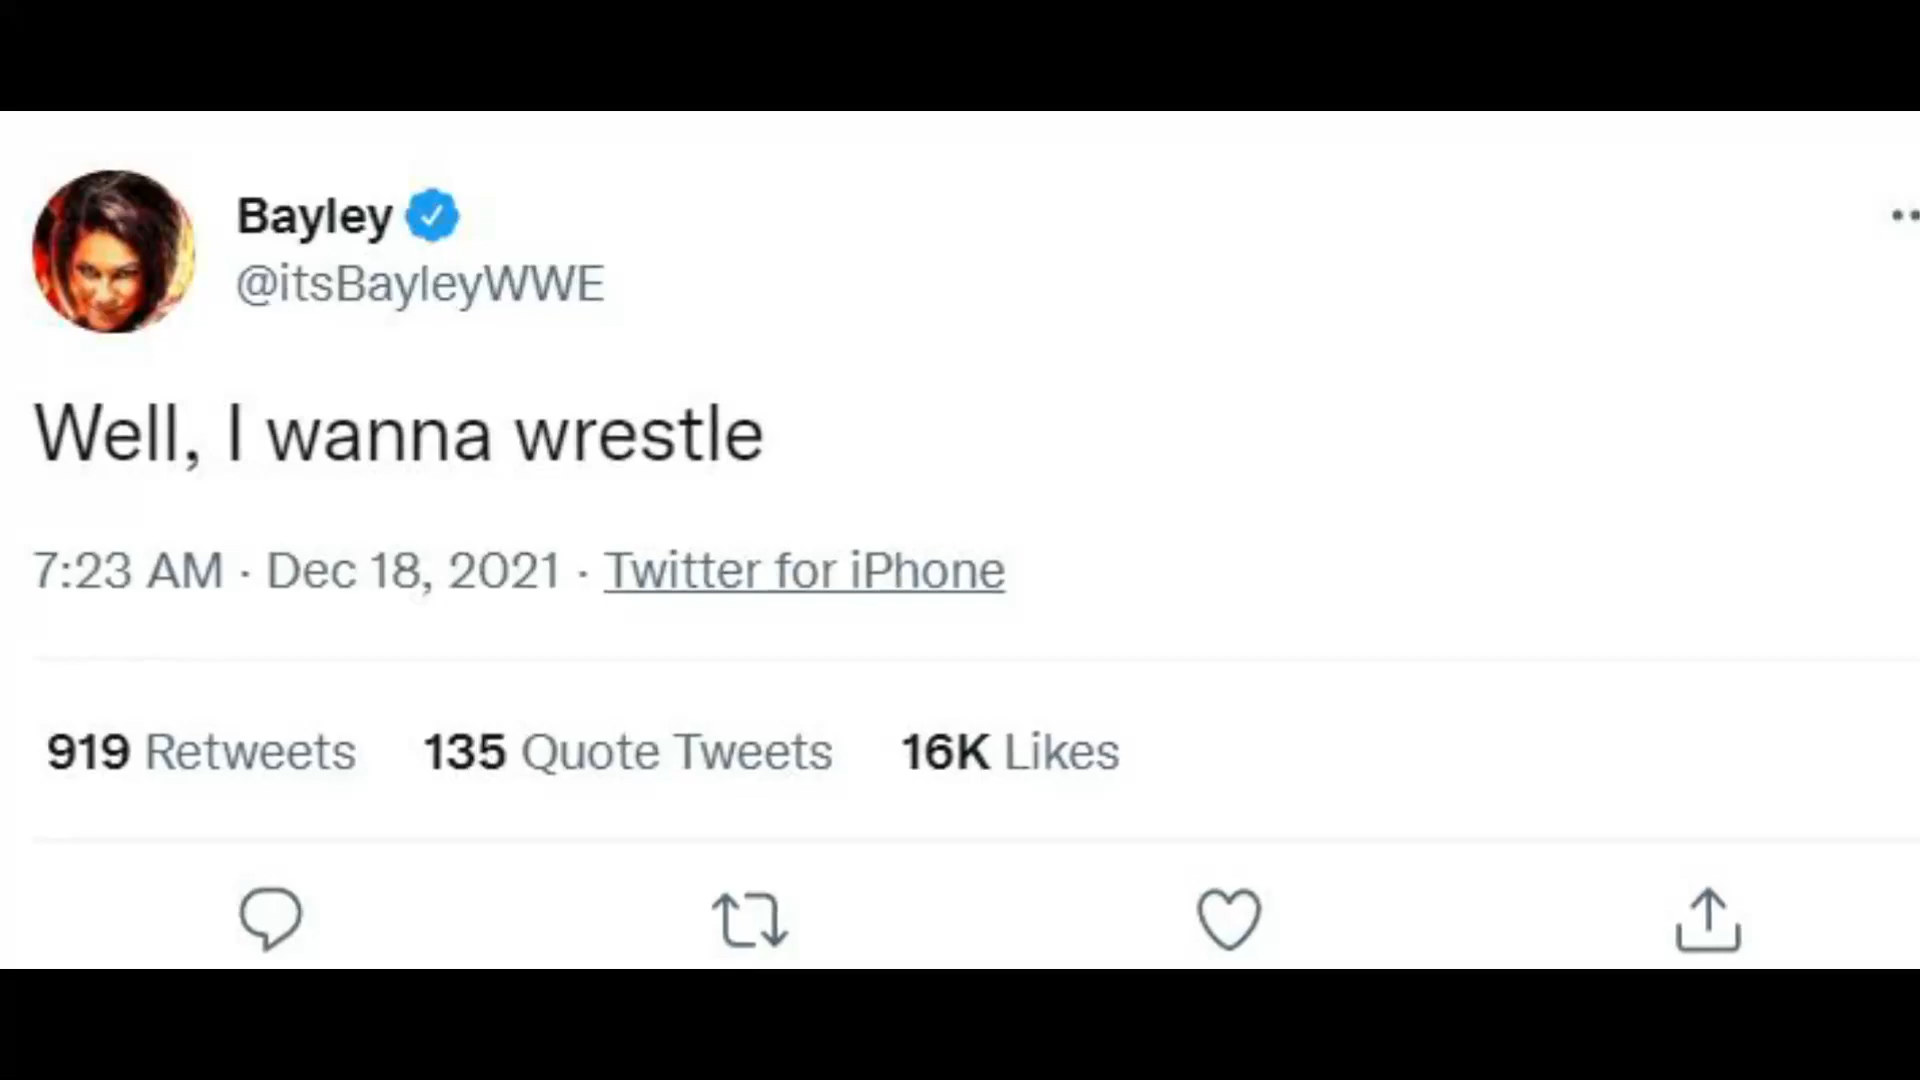 Bayley
@itsBayleyWWE
Well, I wanna wrestle
7:23 AM · Dec 18, 2021 · Twitter for iPhone
919 Retweets 135 Quote Tweets 16K Likes